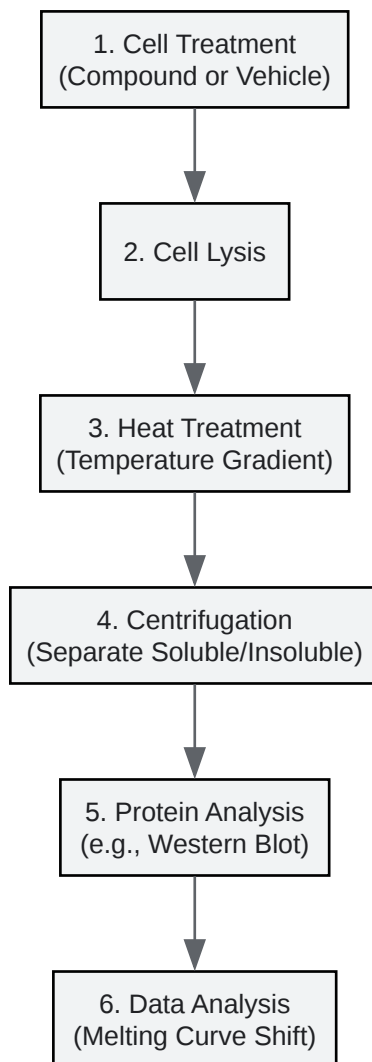 1. Cell Treatment
(Compound or Vehicle)
2. Cell Lysis
3. Heat Treatment
(Temperature Gradient)
4. Centrifugation
(Separate Soluble/Insoluble)
5. Protein Analysis
(e.g., Western Blot)
6. Data Analysis
(Melting Curve Shift)